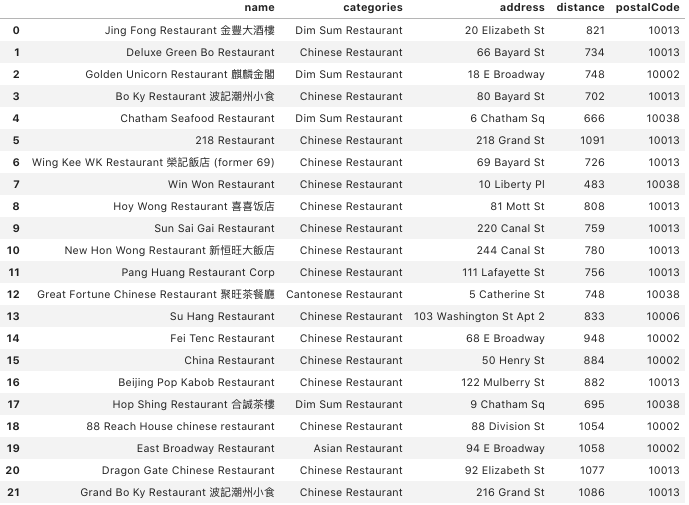 name categories address distance postalCode
0 Jing Fong Restaurant 金豐大酒樓 Dim Sum Restaurant 20 Elizabeth St 821 10013
1 Deluxe Green Bo Restaurant Chinese Restaurant 66 Bayard St 734 10013
2 Golden Unicorn Restaurant 麒麟金閣 Dim Sum Restaurant 18 E Broadway 748 10002
3 Bo Ky Restaurant 波記潮州小食 Chinese Restaurant 80 Bayard St 702 10013
4 Chatham Seafood Restaurant Dim Sum Restaurant 6 Chatham Sq 666 10038
5 218 Restaurant Chinese Restaurant 218 Grand St 1091 10013
6 Wing Kee WK Restaurant 榮記飯店 (former 69) Chinese Restaurant 69 Bayard St 726 10013
7 Win Won Restaurant Chinese Restaurant 10 Liberty Pl 483 10038
8 Hoy Wong Restaurant 喜喜饭店 Chinese Restaurant 81 Mott St 808 10013
9 Sun Sai Gai Restaurant Chinese Restaurant 220 Canal St 759 10013
10 New Hon Wong Restaurant 新恒旺大飯店 Chinese Restaurant 244 Canal St 780 10013
11 Pang Huang Restaurant Corp Chinese Restaurant 111 Lafayette St 756 10013
12 Great Fortune Chinese Restaurant 聚旺茶餐廳 Cantonese Restaurant 5 Catherine St 748 10038
13 Su Hang Restaurant Chinese Restaurant 103 Washington St Apt 2 833 10006
14 Fei Tenc Restaurant Chinese Restaurant 68 E Broadway 948 10002
15 China Restaurant Chinese Restaurant 50 Henry St 884 10002
16 Beijing Pop Kabob Restaurant Chinese Restaurant 122 Mulberry St 882 10013
17 Hop Shing Restaurant 合誠茶樓 Dim Sum Restaurant 9 Chatham Sq 695 10038
18 88 Reach House chinese restaurant Chinese Restaurant 88 Division St 1054 10002
19 East Broadway Restaurant Asian Restaurant 94 E Broadway 1058 10002
20 Dragon Gate Chinese Restaurant Chinese Restaurant 92 Elizabeth St 1077 10013
21 Grand Bo Ky Restaurant 波記潮州小食 Chinese Restaurant 216 Grand St 1086 10013